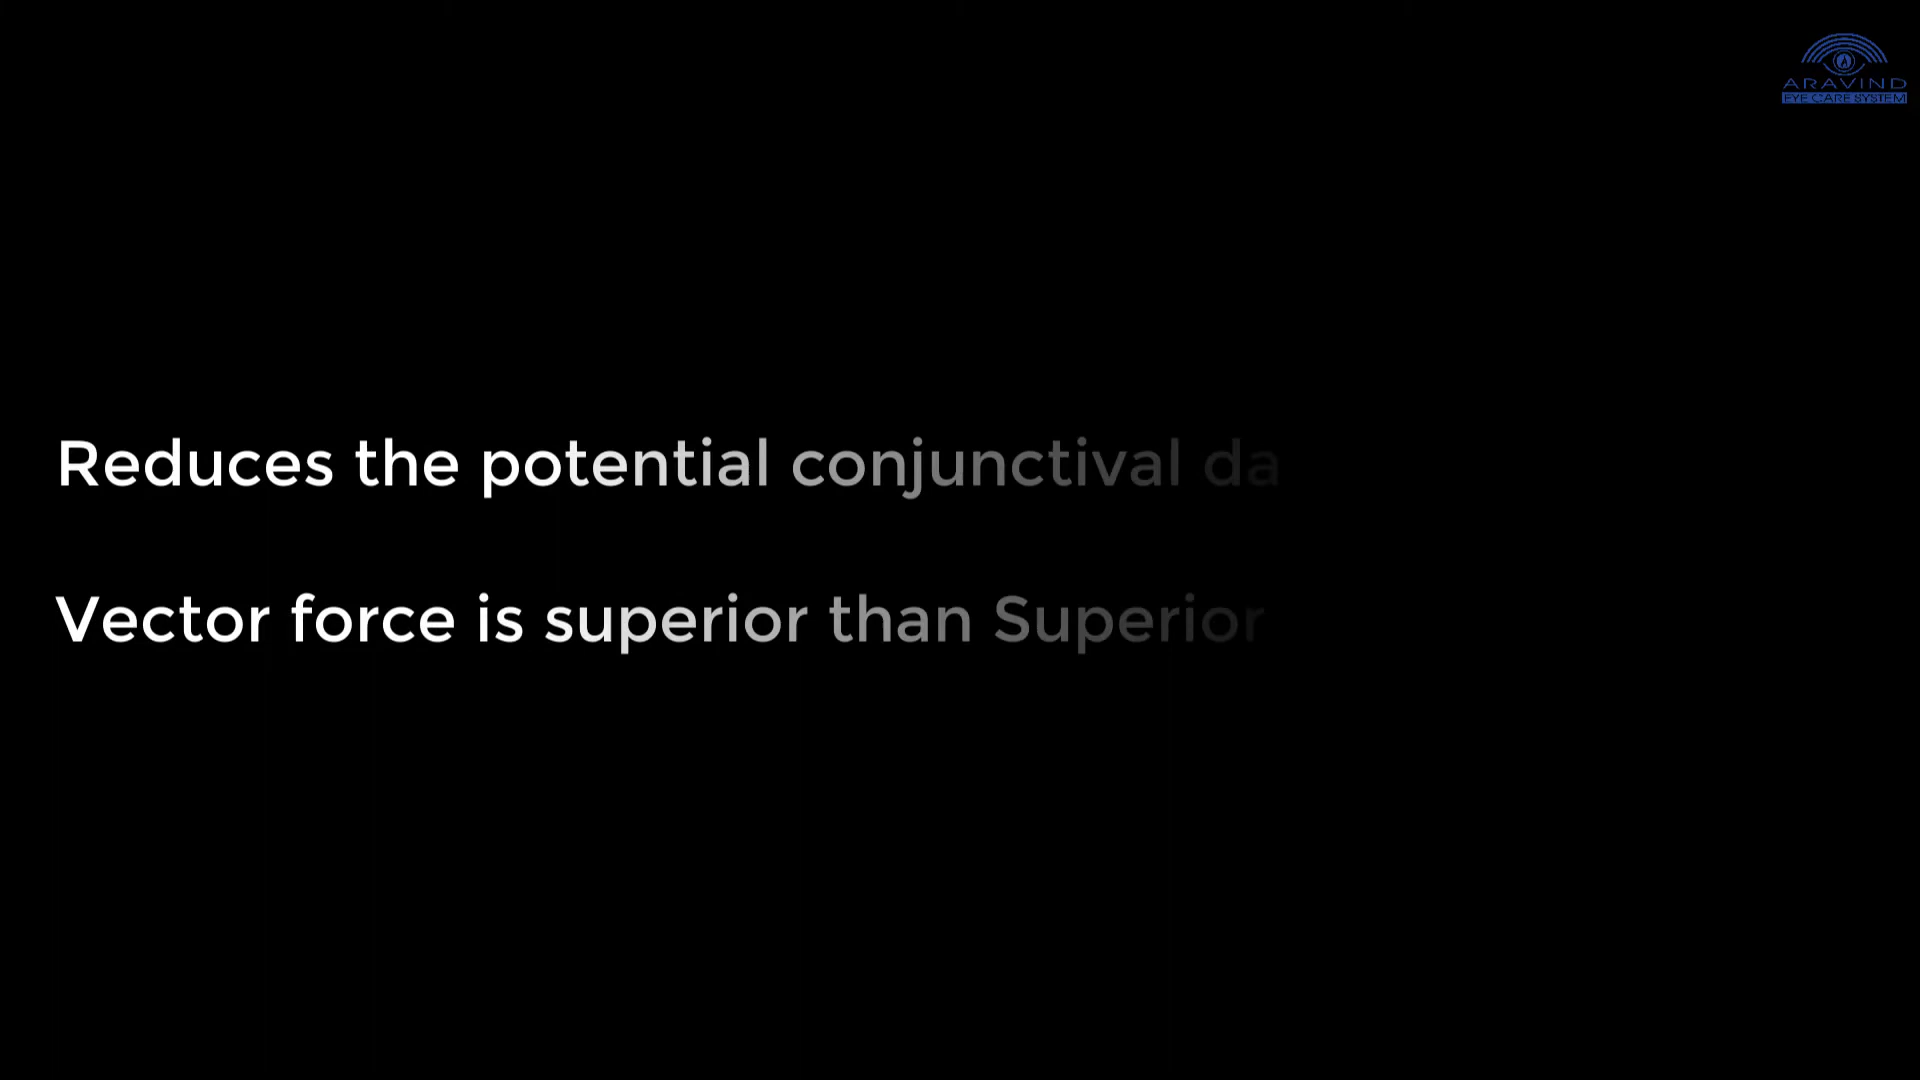 ARAVIND
EYE CARE SYSTEM
Reduces the potential conjunctival da
Vector force is superior than Superior